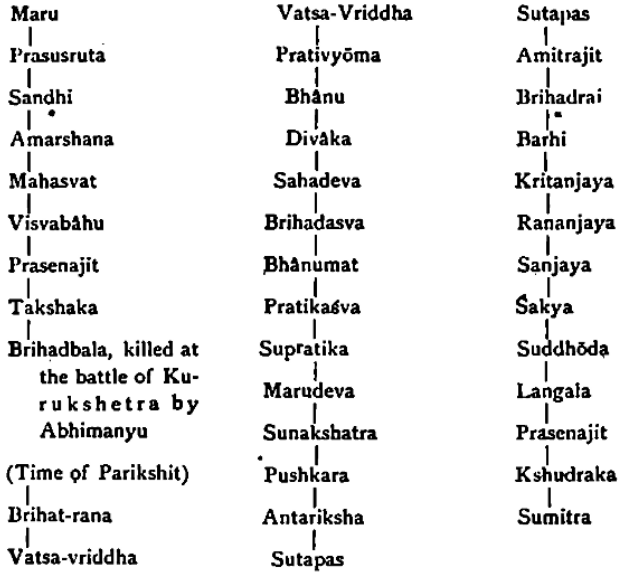 Maru
Prasusruta
Sandhi
Amarshana
Mahasvat
Visvabâhu
Prasenajit
Takshaka
Brihadbala, killed at
the battle of Ku-
rukshetra by
Abhimanyu
(Time of Parikshit)
Brihat-rana
Vatsa-vriddha
Vatsa-Vriddha
Prativyōma
Bhânu
Divâka
Sahadeva
Brihadasva
Bhânumat
Pratikaśva
Supratika
Marudeva
Sunakshatra
Pushkara
Antariksha
Sutapas
Sutapas
Amitrajit
Brihadrai
Barhi
Kritanjaya
Rananjaya
Sanjaya
Śakya
Suddhōda
Langala
Prasenajit
Kshudraka
Sumitra